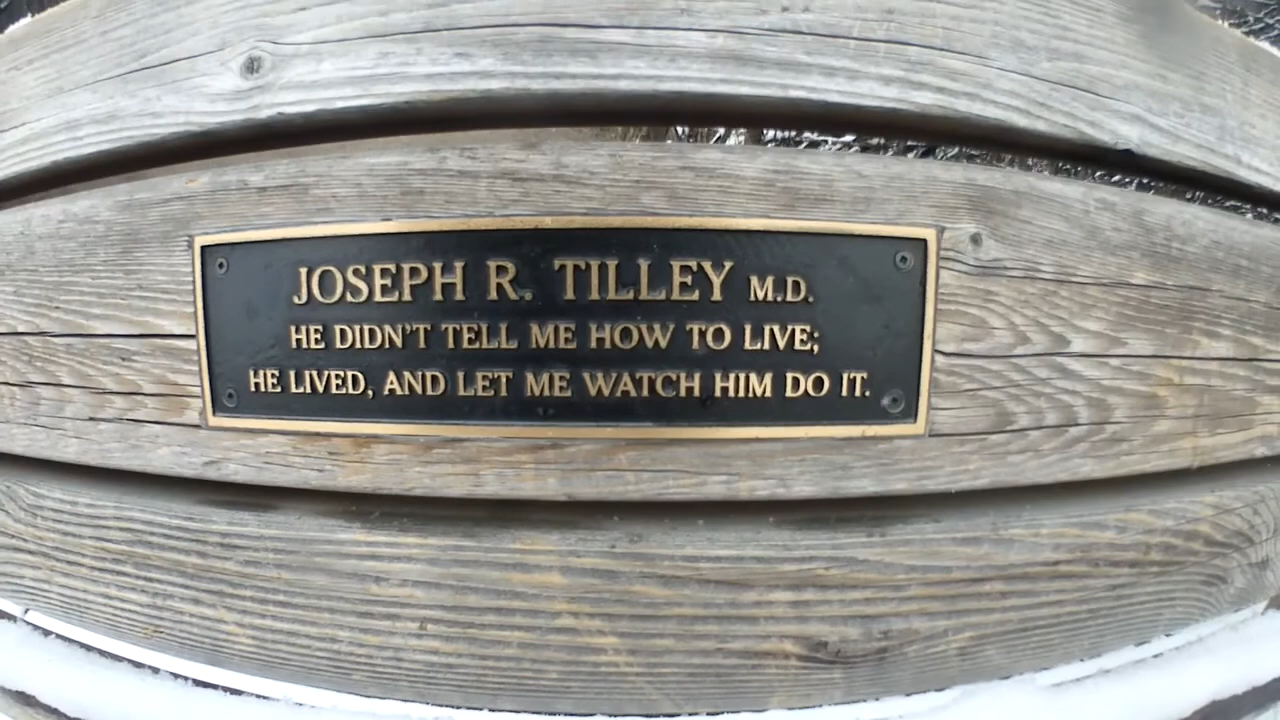 JOSEPH R. TILLEY M.D.
HE DIDN'T TELL ME HOW TO LIVE;
HE LIVED, AND LET ME WATCH HIM DO IT.